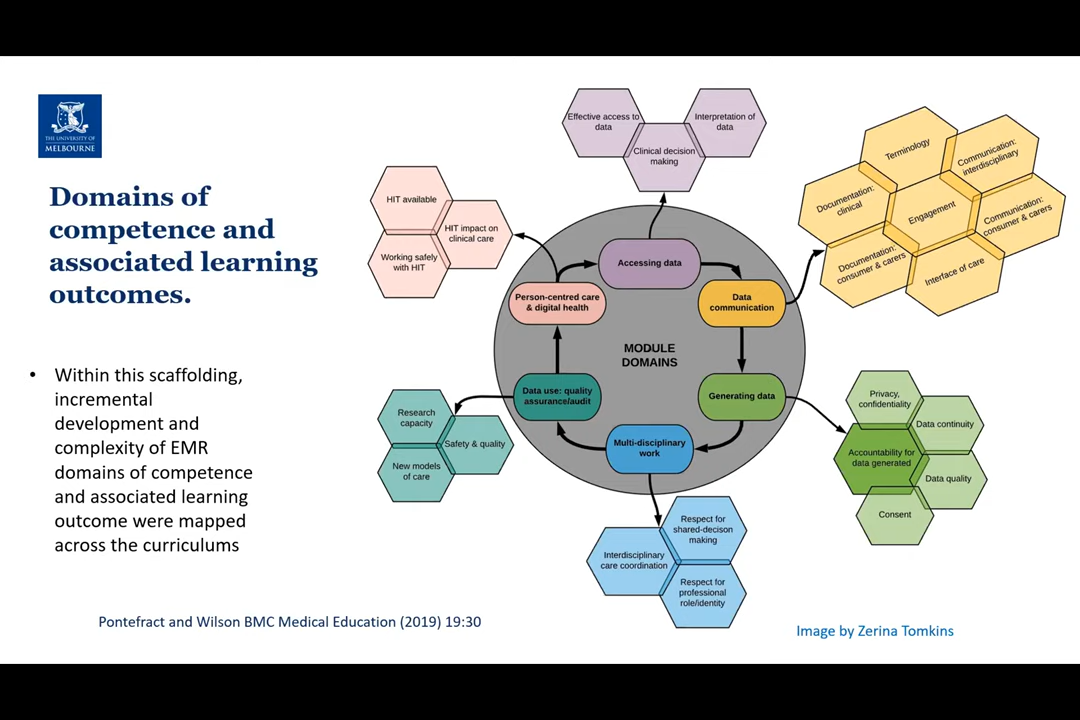 THE UNIVERSITY OF
MELBOURNE
Domains of
competence and
associated learning
outcomes.
• Within this scaffolding,
incremental
development and
complexity of EMR
domains of competence
and associated learning
outcome were mapped
across the curriculums
Pontefract and Wilson BMC Medical Education (2019) 19:30
Effective access to
data
Interpretation of
data
Clinical decision
making
HIT available
HIT impact on
clinical care
Working safely
with HIT
Terminology
Communication:
interdisciplinary
Documentation:
clinical
Engagement
Communication:
consumer & carers
Documentation:
consumer & carers
Interface of care
Accessing data
Person-centred care
& digital health
Data
communication
MODULE
DOMAINS
Data use: quality
assurance/audit
Generating data
Multi-disciplinary
work
Research
capacity
Safety & quality
New models
of care
Privacy,
confidentiality
Data continuity
Accountability for
data generated
Data quality
Consent
Respect for
shared-decison
making
Interdisciplinary
care coordination
Respect for
professional
role/identity
Image by Zerina Tomkins